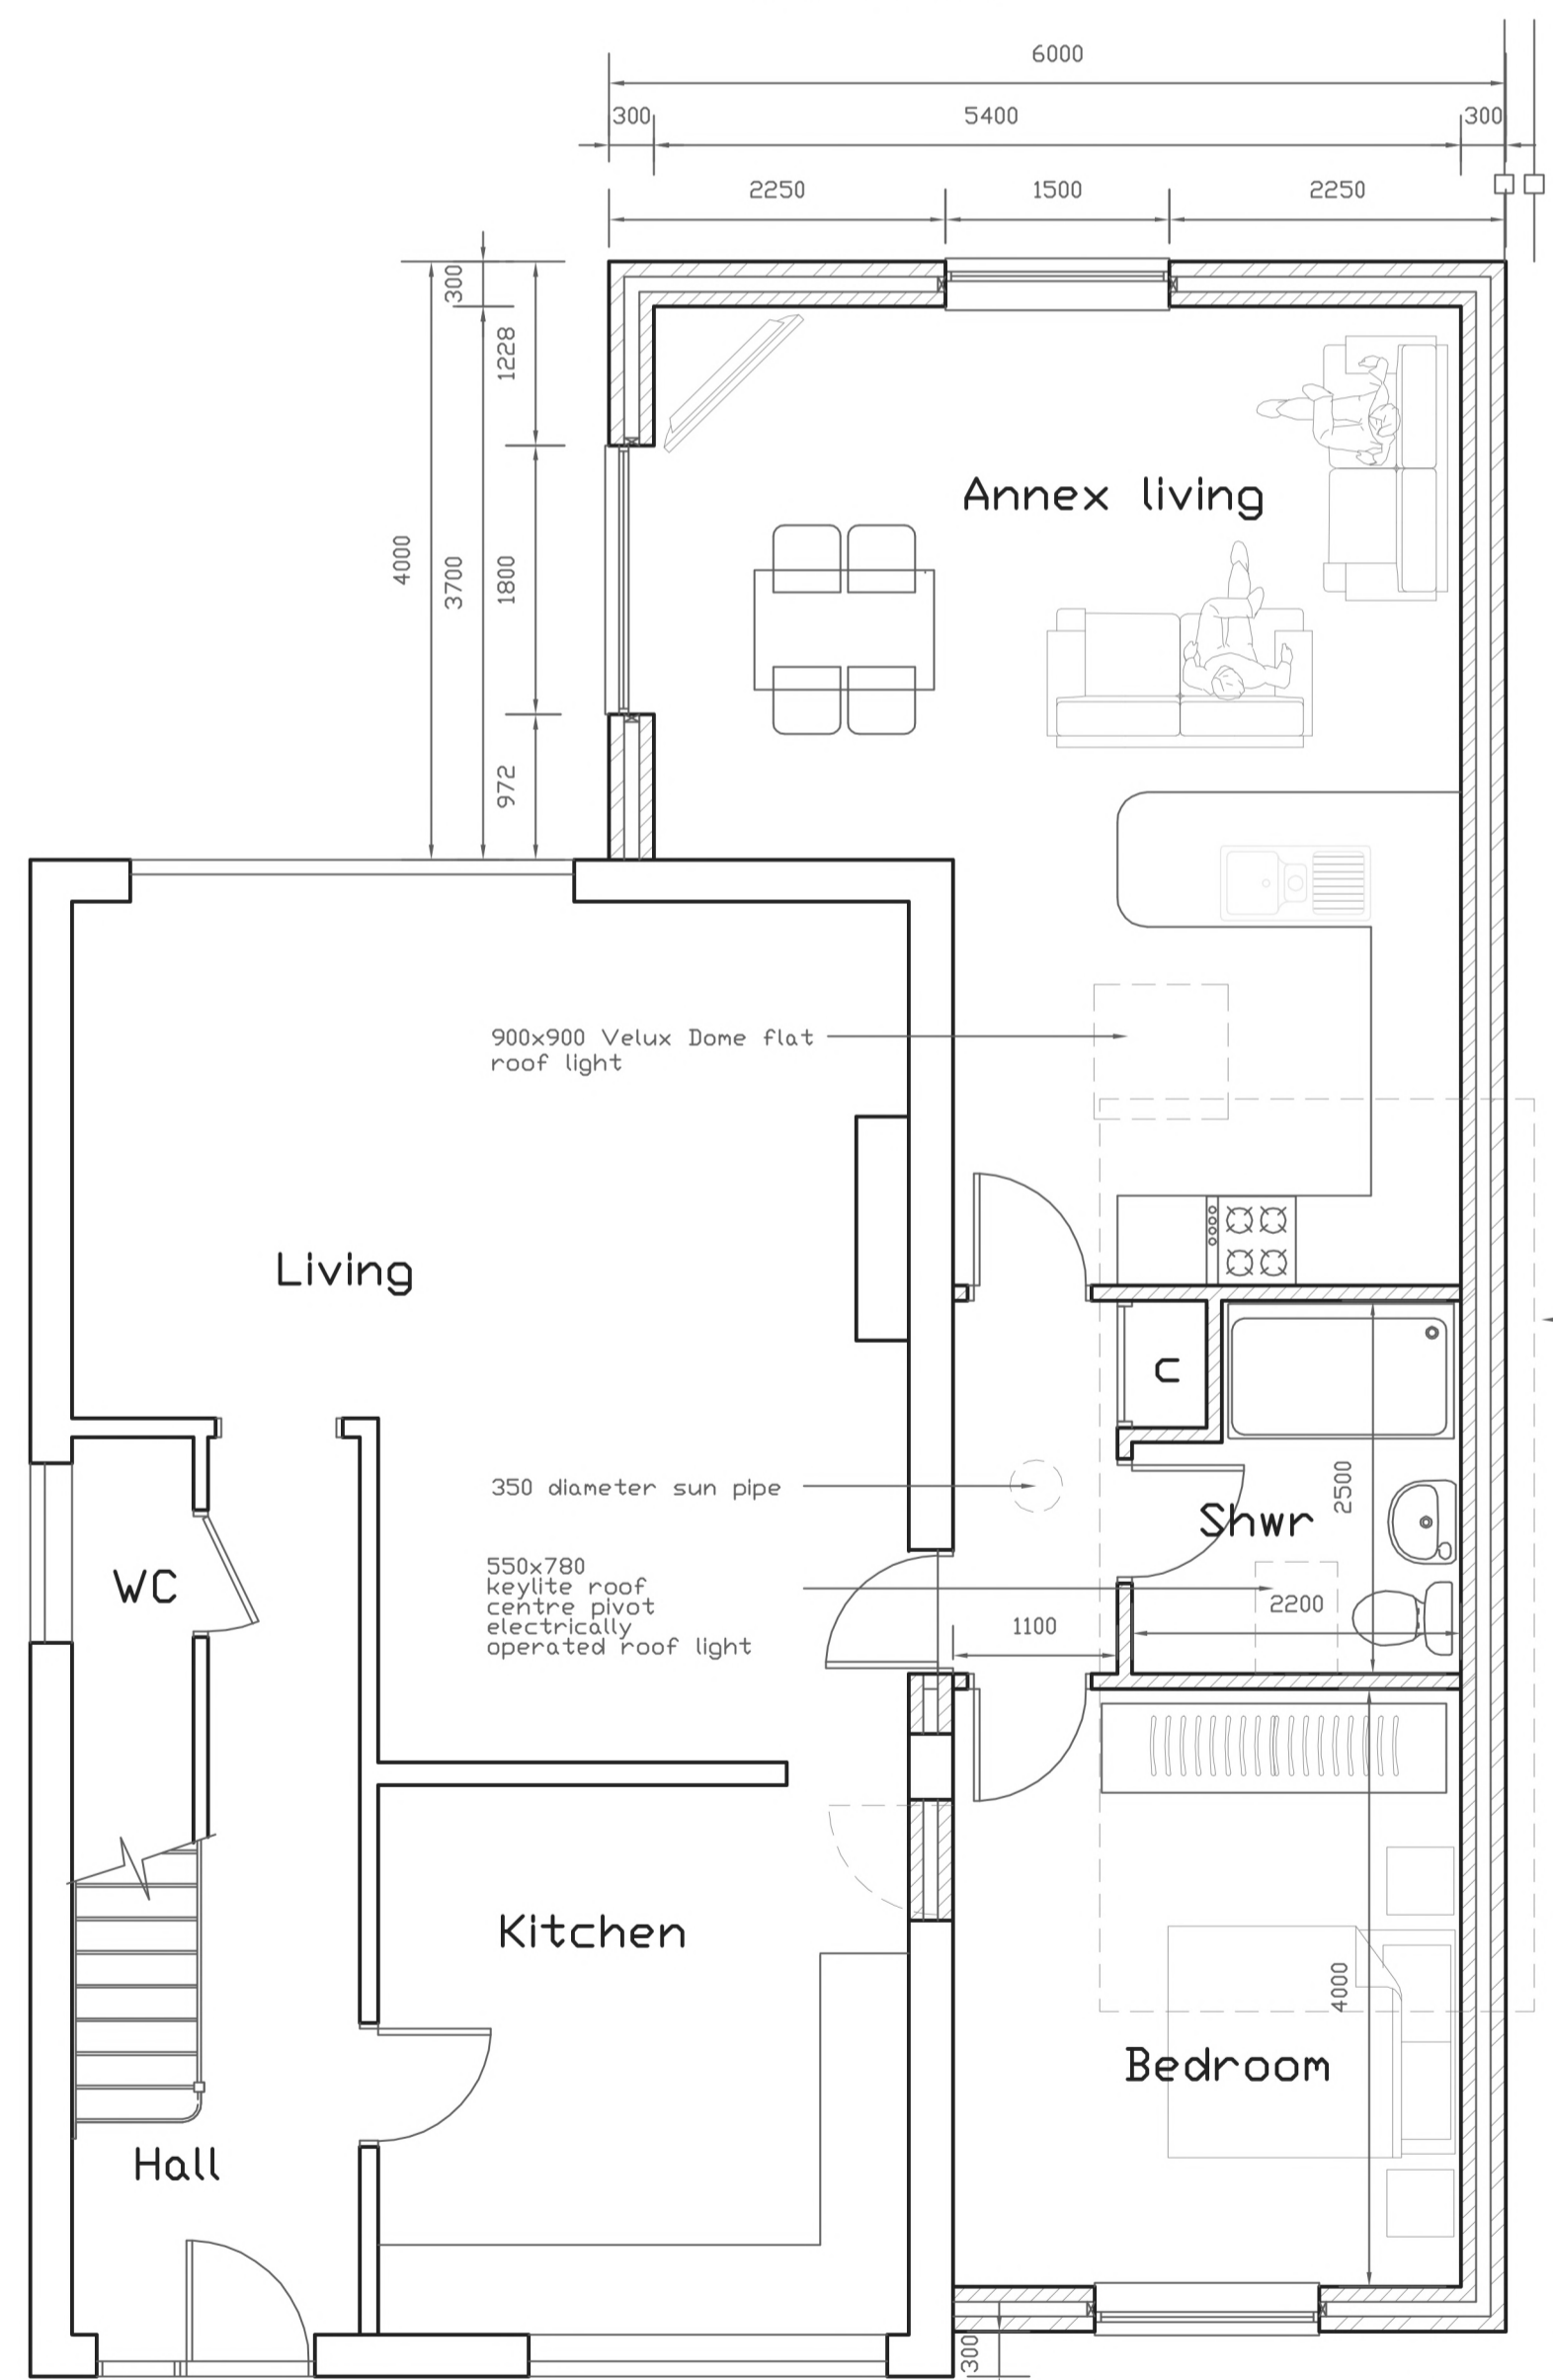 6000
300 5400 300
2250 1500 2250
300
1228
4000
3700
1800
972
Annex living
900x900 Velux Dome flat
roof light
Living
c
350 diameter sun pipe
2500
Shwr
WC
550x780
keylite roof
centre pivot
electrically
operated roof light
2200
1100
Kitchen
4000
Bedroom
Hall
300